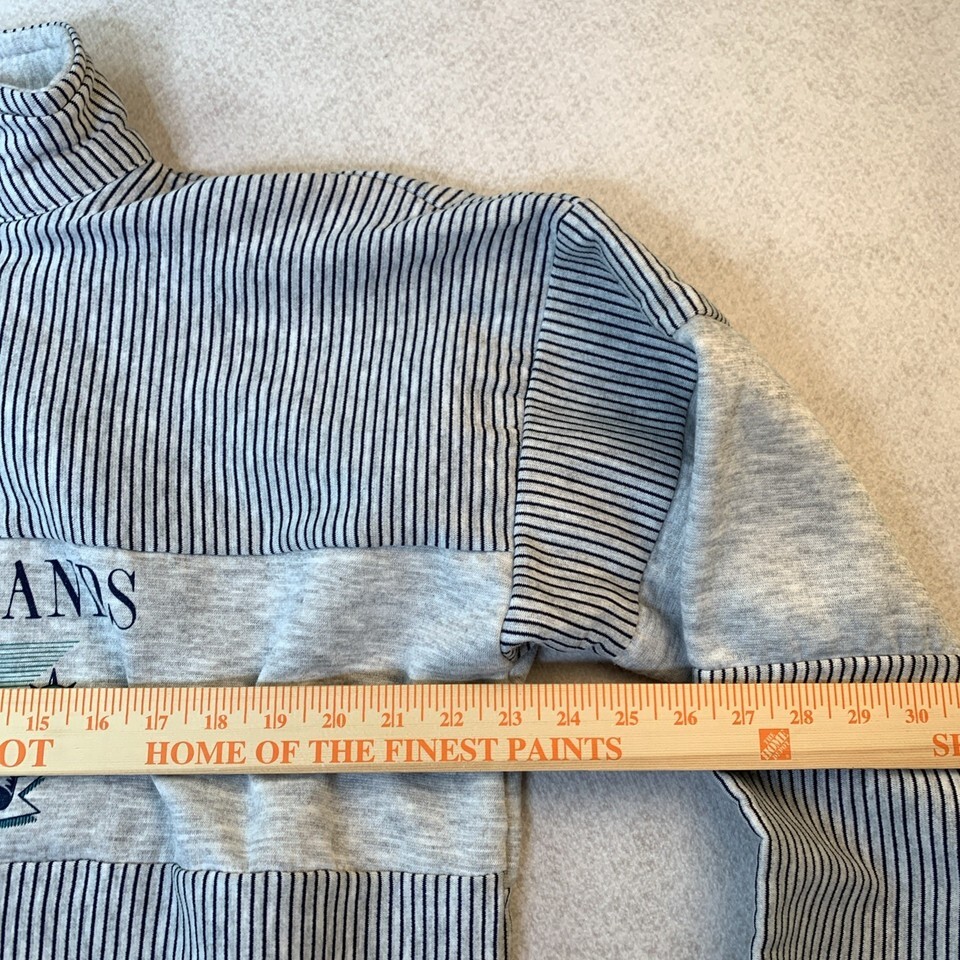 ANDS
15 16 17 18 19 20 21 22 23 24 25 26 27 28 29 30
OT HOME OF THE FINEST PAINTS